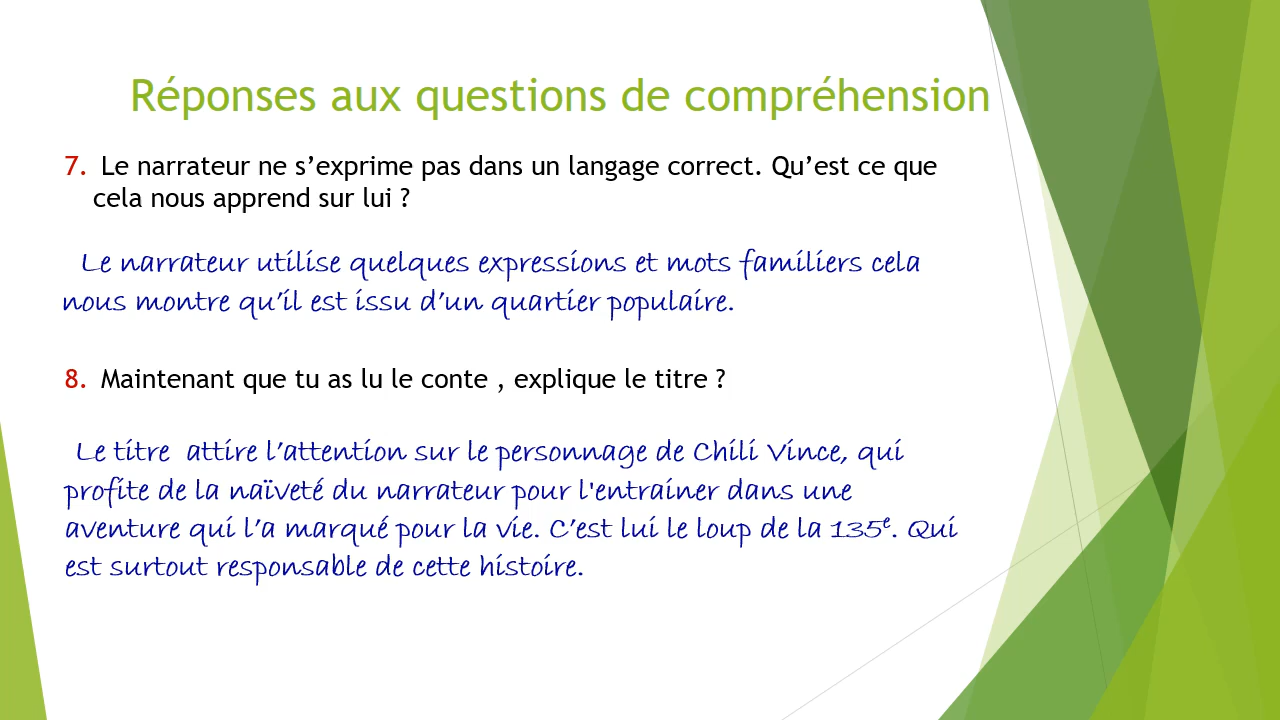 Réponses aux questions de compréhension
7. Le narrateur ne s’exprime pas dans un langage correct. Qu’est ce que
cela nous apprend sur lui ?
Le narrateur utilise quelques expressions et mots familiers cela
nous montre qu’il est issu d’un quartier populaire.
8. Maintenant que tu as lu le conte , explique le titre ?
Le titre attire l’attention sur le personnage de Chili Vince, qui
profite de la naïveté du narrateur pour l'entrainer dans une
aventure qui l’a marqué pour la vie. C’est lui le loup de la 135ᵉ. Qui
est surtout responsable de cette histoire.